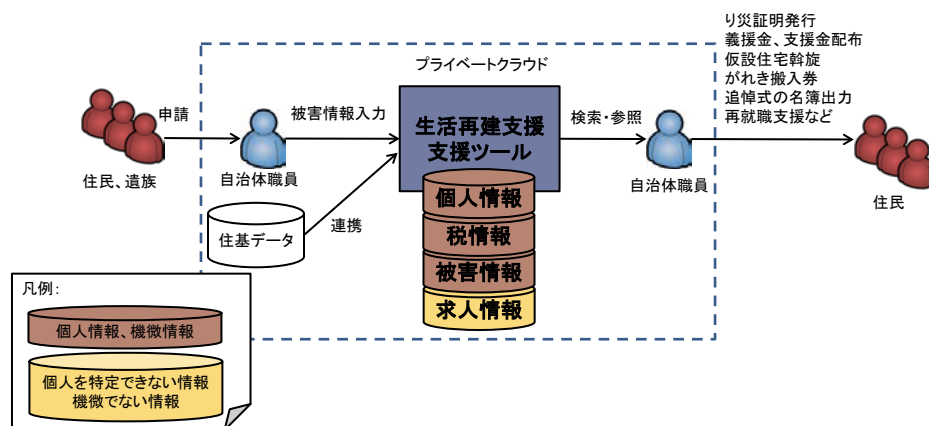 り災証明発行
義援金、支援金配布
仮設住宅斡旋
がれき搬入券
追悼式の名簿出力
再就職支援など
プライベートクラウド
申請
被害情報入力
生活再建支援
支援ツール
検索・参照
住民、遺族
自治体職員
自治体職員
住民
個人情報
税情報
被害情報
求人情報
住基データ
連携
凡例:
個人情報、機微情報
個人を特定できない情報
機微でない情報